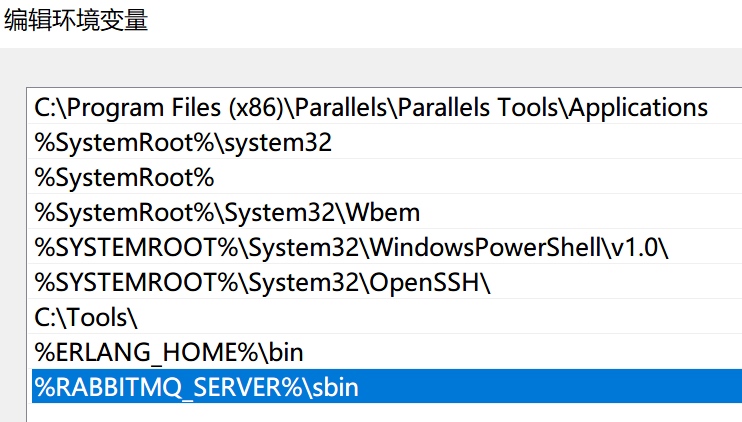 编辑环境变量
C:\Program Files (x86)\Parallels\Parallels Tools\Applications
%SystemRoot%\system32
%SystemRoot%
%SystemRoot%\System32\Wbem
%SYSTEMROOT%\System32\WindowsPowerShell\v1.0\
%SYSTEMROOT%\System32\OpenSSH\
C:\Tools\
%ERLANG_HOME%\bin
%RABBITMQ_SERVER%\sbin